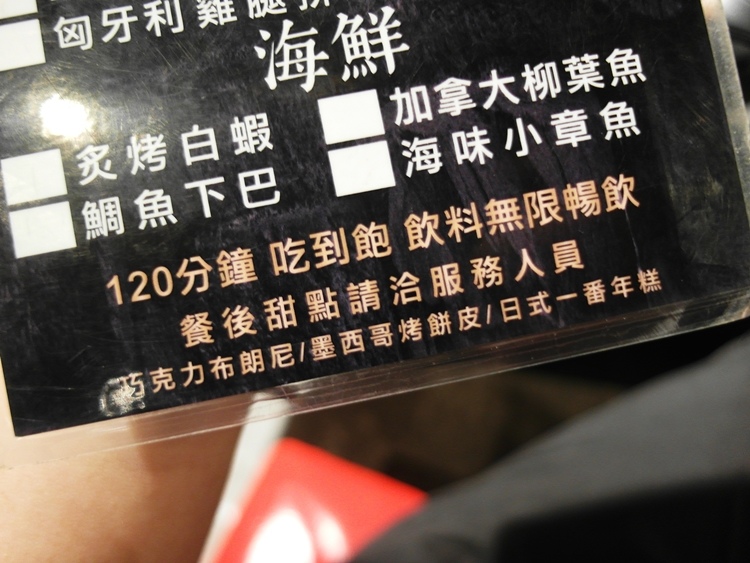 匈牙利雞腿排
海鮮
炙烤白蝦
加拿大柳葉魚
鯛魚下巴
海味小章魚
120分鐘 吃到飽 飲料無限暢飲
餐後甜點請洽服務人員
巧克力布朗尼/墨西哥烤餅皮/日式一番年糕